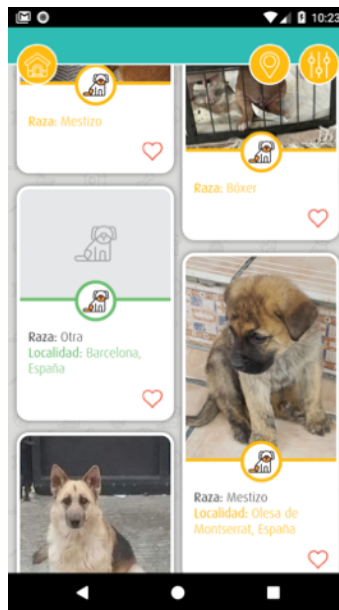 10:23
Raza: Mestizo
Raza: Bóxer
Raza: Otra
Localidad: Barcelona,
España
Raza: Mestizo
Localidad: Olesa de
Montserrat, España